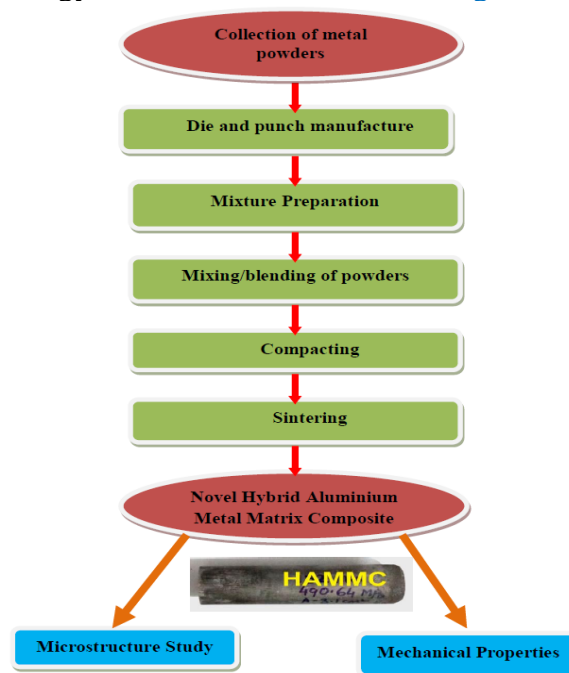 Collection of metal
powders
Die and punch manufacture
Mixture Preparation
Mixing/blending of powders
Compacting
Sintering
Novel Hybrid Aluminium
Metal Matrix Composite
HAMMC
490.64
Microstructure Study
Mechanical Properties